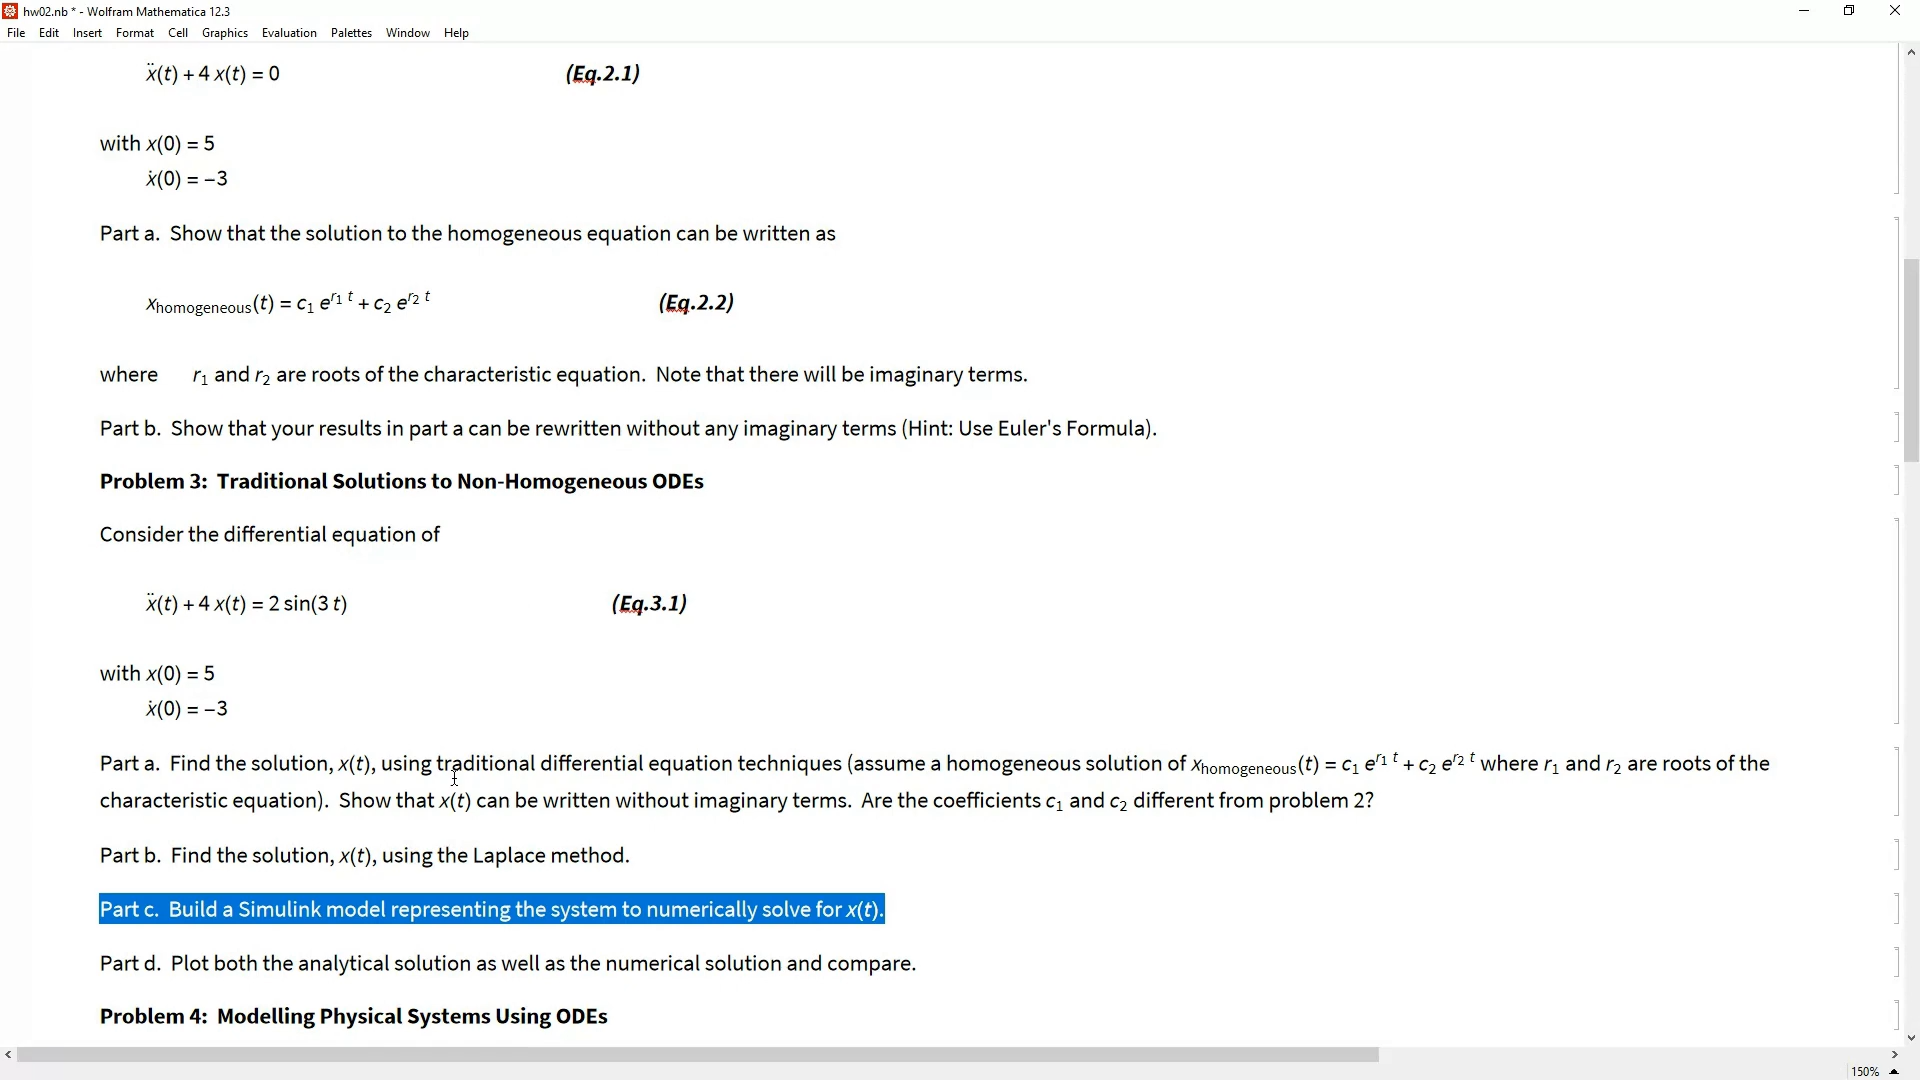 hw02.nb * - Wolfram Mathematica 12.3
File Edit Insert Format Cell Graphics Evaluation Palettes Window Help
ẍ(t) + 4 x(t) = 0 (Eq.2.1)
with x(0) = 5
ẋ(0) = −3
Part a. Show that the solution to the homogeneous equation can be written as
x_homogeneous(t) = c₁ e^(r₁ t) + c₂ e^(r₂ t) (Eq.2.2)
where r₁ and r₂ are roots of the characteristic equation. Note that there will be imaginary terms.
Part b. Show that your results in part a can be rewritten without any imaginary terms (Hint: Use Euler's Formula).
Problem 3: Traditional Solutions to Non-Homogeneous ODEs
Consider the differential equation of
ẍ(t) + 4 x(t) = 2 sin(3 t) (Eq.3.1)
with x(0) = 5
ẋ(0) = −3
Part a. Find the solution, x(t), using traditional differential equation techniques (assume a homogeneous solution of x_homogeneous(t) = c₁ e^(r₁ t) + c₂ e^(r₂ t) where r₁ and r₂ are roots of the
characteristic equation). Show that x(t) can be written without imaginary terms. Are the coefficients c₁ and c₂ different from problem 2?
Part b. Find the solution, x(t), using the Laplace method.
Part c. Build a Simulink model representing the system to numerically solve for x(t).
Part d. Plot both the analytical solution as well as the numerical solution and compare.
Problem 4: Modelling Physical Systems Using ODEs
150%